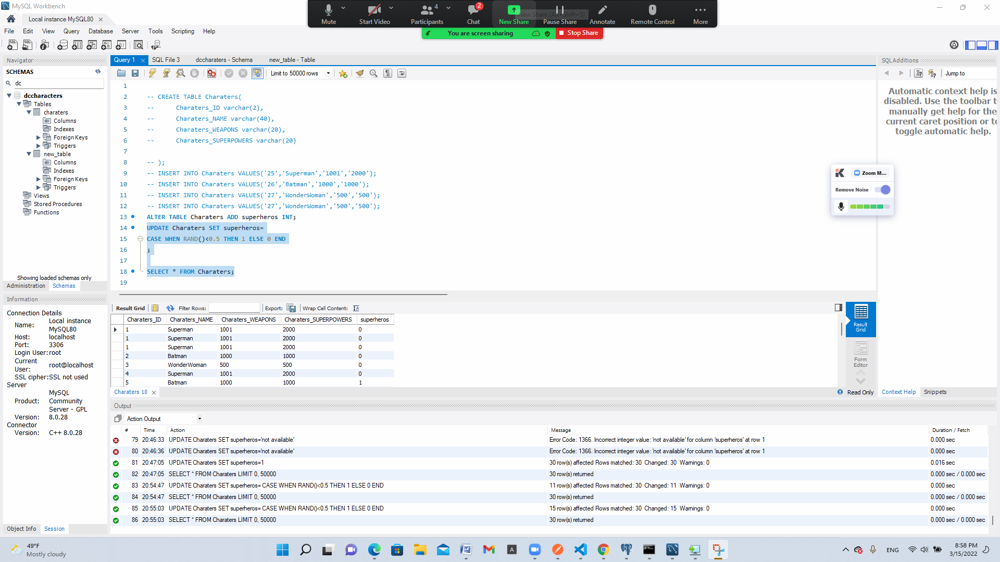 MySQL Workbench
Local instance MySQL80
File Edit View Query Database Server Tools Scripting Help
Mute
Start Video
4
Participants
2
Chat
New Share
Pause Share
Annotate
Remote Control
More
New Share (Alt+Shift+S)
You are screen sharing
Stop Share
Navigator
SCHEMAS
dc
dccharacters
Tables
charaters
Columns
Indexes
Foreign Keys
Triggers
new_table
Columns
Indexes
Foreign Keys
Triggers
Views
Stored Procedures
Functions
Showing loaded schemas only
Administration Schemas
Information
Connection Details
Name: Local instance MySQL80
Host: localhost
Port: 3306
Login User: root
Current User: root@localhost
SSL cipher: SSL not used
Server
Product: MySQL Community Server - GPL
Version: 8.0.28
Connector
Version: C++ 8.0.28
Object Info Session
Query 1 SQL File 3 dccharaters - Schema new_table - Table
Limit to 50000 rows
1
2 -- CREATE TABLE Charaters(
3 -- Charaters_ID varchar(2),
4 -- Charaters_NAME varchar(40),
5 -- Charaters_WEAPONS varchar(20),
6 -- Charaters_SUPERPOWERS varchar(20)
7
8 -- );
9 -- INSERT INTO Charaters VALUES('25','Superman','1001','2000');
10 -- INSERT INTO Charaters VALUES('26','Batman','1000','1000');
11 -- INSERT INTO Charaters VALUES('27','WonderWoman','500','500');
12 -- INSERT INTO Charaters VALUES('27','WonderWoman','500','500');
13 ALTER TABLE Charaters ADD superheros INT;
14 UPDATE Charaters SET superheros=
15 CASE WHEN RAND()<0.5 THEN 1 ELSE 0 END
16 ;
17
18 SELECT * FROM Charaters;
19
Result Grid Filter Rows: Export: Wrap Cell Content:
Charaters_ID Charaters_NAME Charaters_WEAPONS Charaters_SUPERPOWERS superheros
1 Superman 1001 2000 0
1 Superman 1001 2000 0
1 Superman 1001 2000 0
2 Batman 1000 1000 0
3 WonderWoman 500 500 0
4 Superman 1001 2000 0
5 Batman 1000 1000 1
Result Grid
Form Editor
Charaters 10
Read Only
Output
Action Output
# Time Action Message Duration / Fetch
79 20:46:33 UPDATE Charaters SET superheros='not available' Error Code: 1366. Incorrect integer value: 'not available' for column 'superheros' at row 1 0.000 sec
80 20:46:36 UPDATE Charaters SET superheros='not available' Error Code: 1366. Incorrect integer value: 'not available' for column 'superheros' at row 1 0.000 sec
81 20:47:05 UPDATE Charaters SET superheros=1 30 row(s) affected Rows matched: 30 Changed: 30 Warnings: 0 0.016 sec
82 20:47:05 SELECT * FROM Charaters LIMIT 0, 50000 30 row(s) returned 0.000 sec / 0.000 sec
83 20:54:47 UPDATE Charaters SET superheros= CASE WHEN RAND()<0.5 THEN 1 ELSE 0 END 11 row(s) affected Rows matched: 30 Changed: 11 Warnings: 0 0.000 sec
84 20:54:47 SELECT * FROM Charaters LIMIT 0, 50000 30 row(s) returned 0.000 sec / 0.000 sec
85 20:55:03 UPDATE Charaters SET superheros= CASE WHEN RAND()<0.5 THEN 1 ELSE 0 END 15 row(s) affected Rows matched: 30 Changed: 15 Warnings: 0 0.000 sec
86 20:55:03 SELECT * FROM Charaters LIMIT 0, 50000 30 row(s) returned 0.000 sec / 0.000 sec
SQLAdditions
Jump to
Automatic context help is
disabled. Use the toolbar t
manually get help for the
current caret position or to
toggle automatic help.
Zoom M...
Remove Noise
Context Help Snippets
49°F
Mostly cloudy
ENG
8:58 PM
3/15/2022